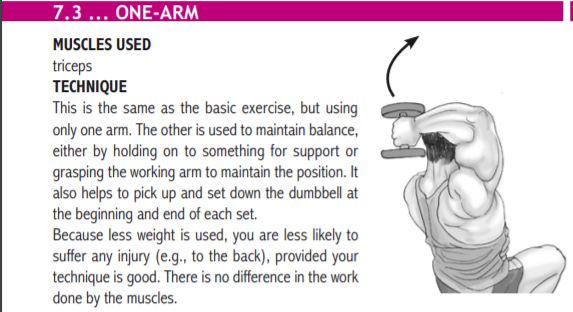 7.3 ... ONE-ARM
MUSCLES USED
triceps
TECHNIQUE
This is the same as the basic exercise, but using
only one arm. The other is used to maintain balance,
either by holding on to something for support or
grasping the working arm to maintain the position. It
also helps to pick up and set down the dumbbell at
the beginning and end of each set.
Because less weight is used, you are less likely to
suffer any injury (e.g., to the back), provided your
technique is good. There is no difference in the work
done by the muscles.